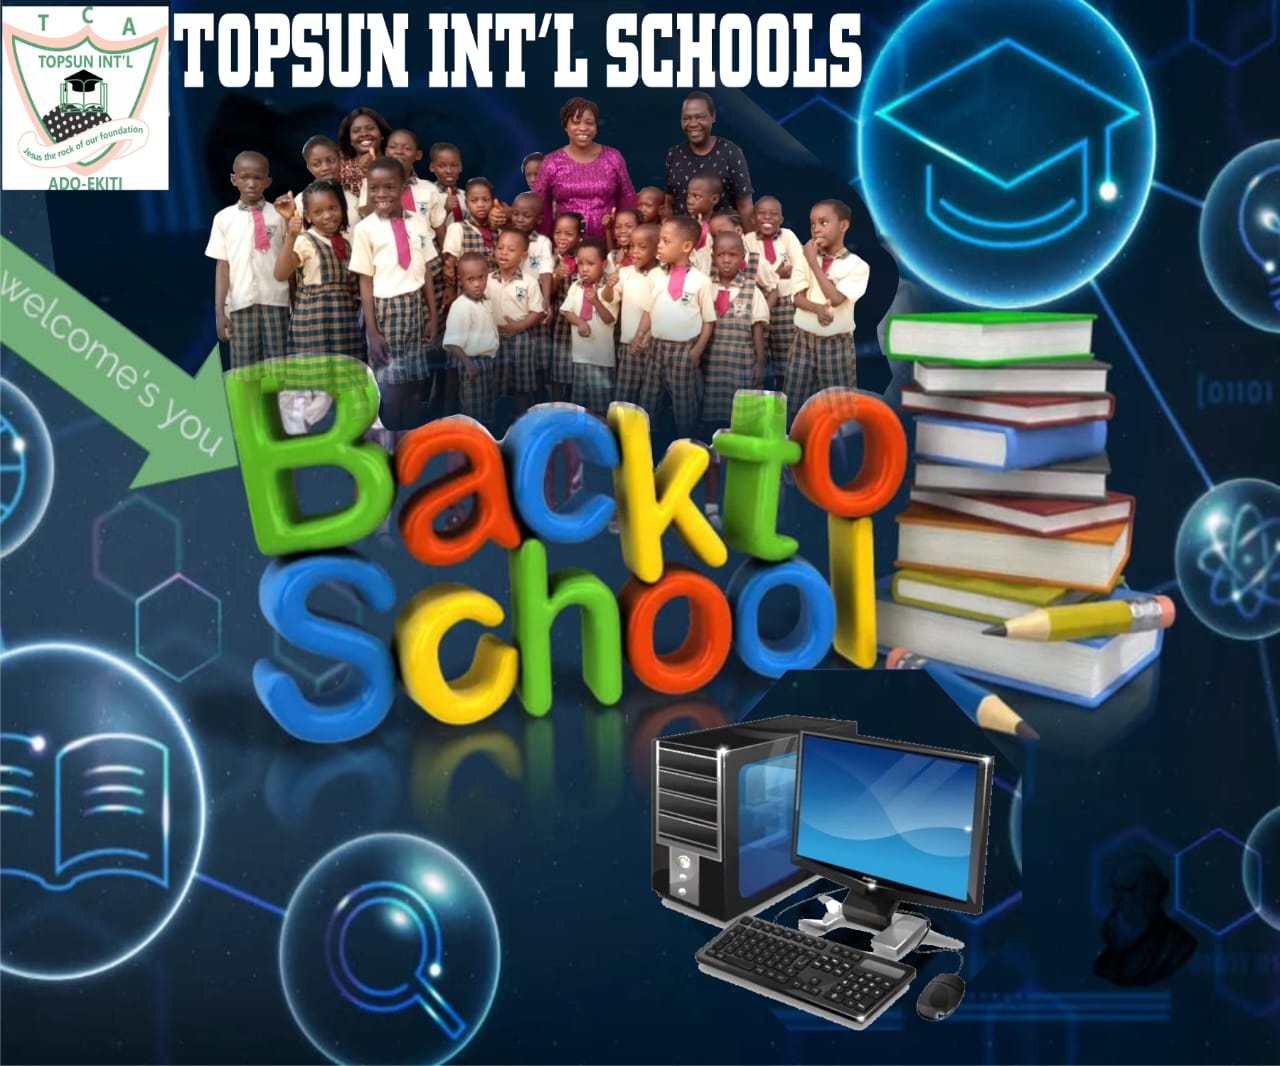 T C A
TOPSUN INT'L
Jesus the rock of our foundation
ADO-EKITI
TOPSUN INT'L SCHOOLS
welcome's you
Back to
School
[01101